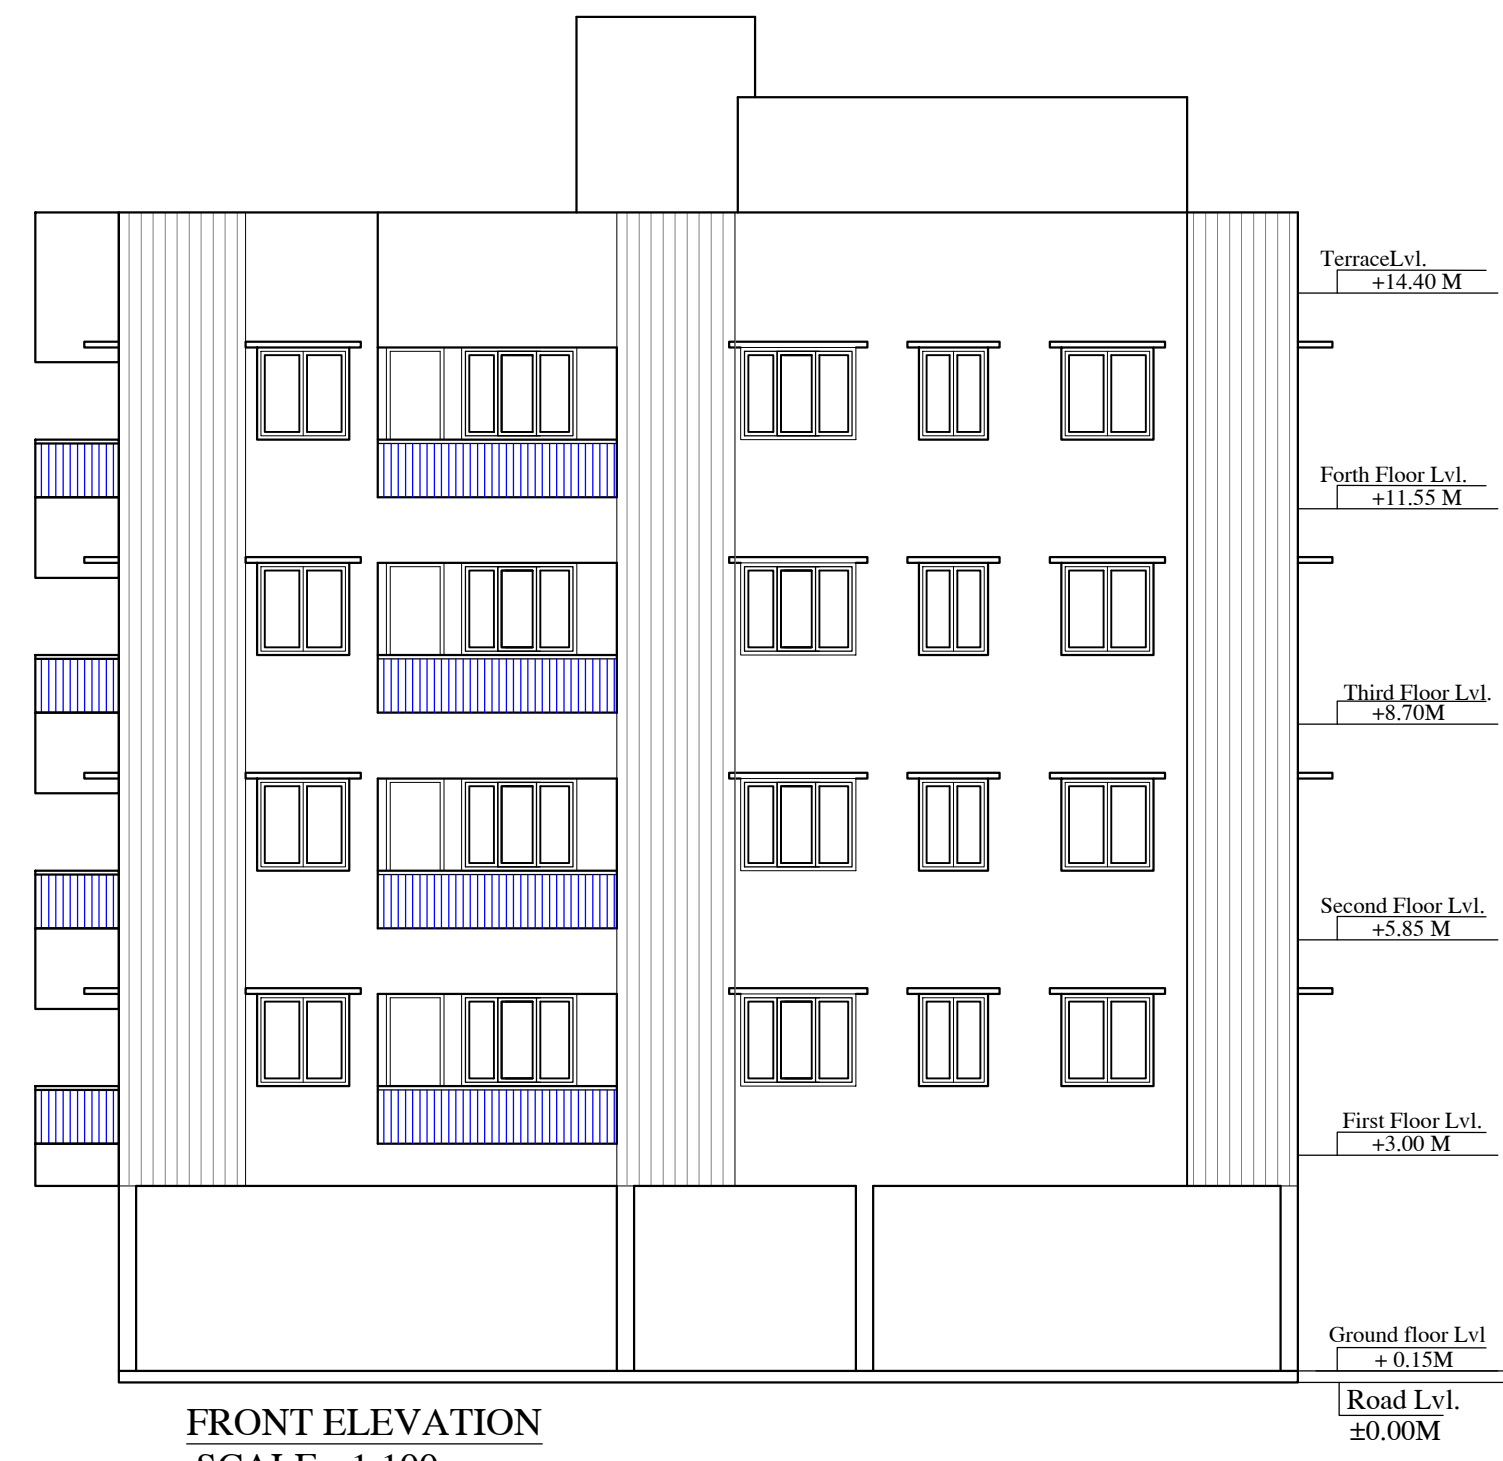 TerraceLvl.
+14.40 M
Forth Floor Lvl.
+11.55 M
Third Floor Lvl.
+8.70M
Second Floor Lvl.
+5.85 M
First Floor Lvl.
+3.00 M
Ground floor Lvl
+ 0.15M
Road Lvl.
±0.00M
FRONT ELEVATION